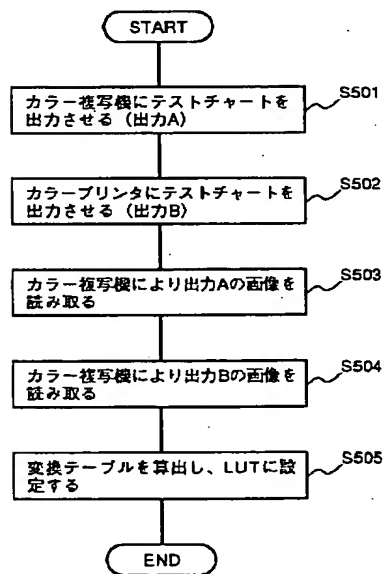 START
S501
カラー複写機にテストチャートを
出力させる（出力A）
S502
カラープリンタにテストチャートを
出力させる（出力B）
S503
カラー複写機により出力Aの画像を
読み取る
S504
カラー複写機により出力Bの画像を
読み取る
S505
変換テーブルを算出し、LUTに設
定する
END